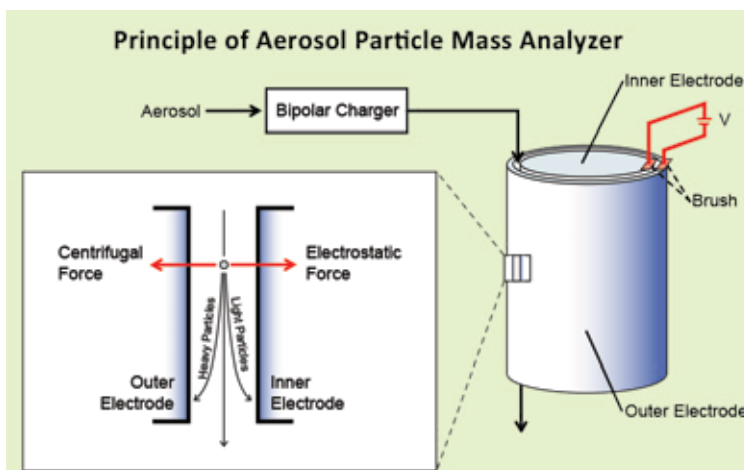 Principle of Aerosol Particle Mass Analyzer
Inner Electrode
Aerosol
Bipolar Charger
V
Brush
Centrifugal
Force
Electrostatic
Force
Heavy Particles
Light Particles
Outer
Electrode
Inner
Electrode
Outer Electrode